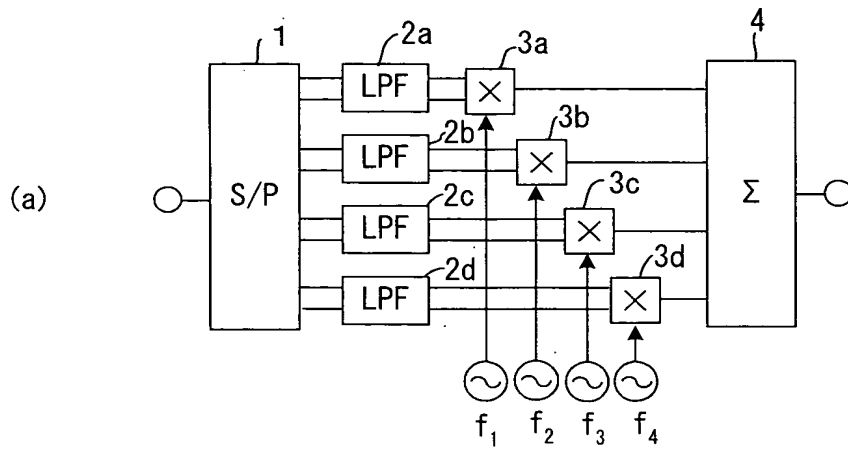 1
2a
3a
4
LPF
×
2b
3b
LPF
×
(a)
S/P
2c
3c
Σ
LPF
×
2d
3d
LPF
×
f₁
f₂
f₃
f₄